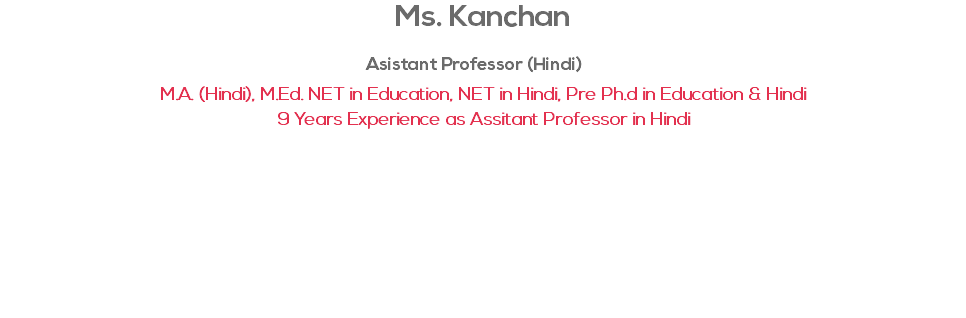 Ms. Kanchan
Asistant Professor (Hindi)
M.A. (Hindi), M.Ed. NET in Education, NET in Hindi, Pre Ph.d in Education & Hindi
9 Years Experience as Assitant Professor in Hindi